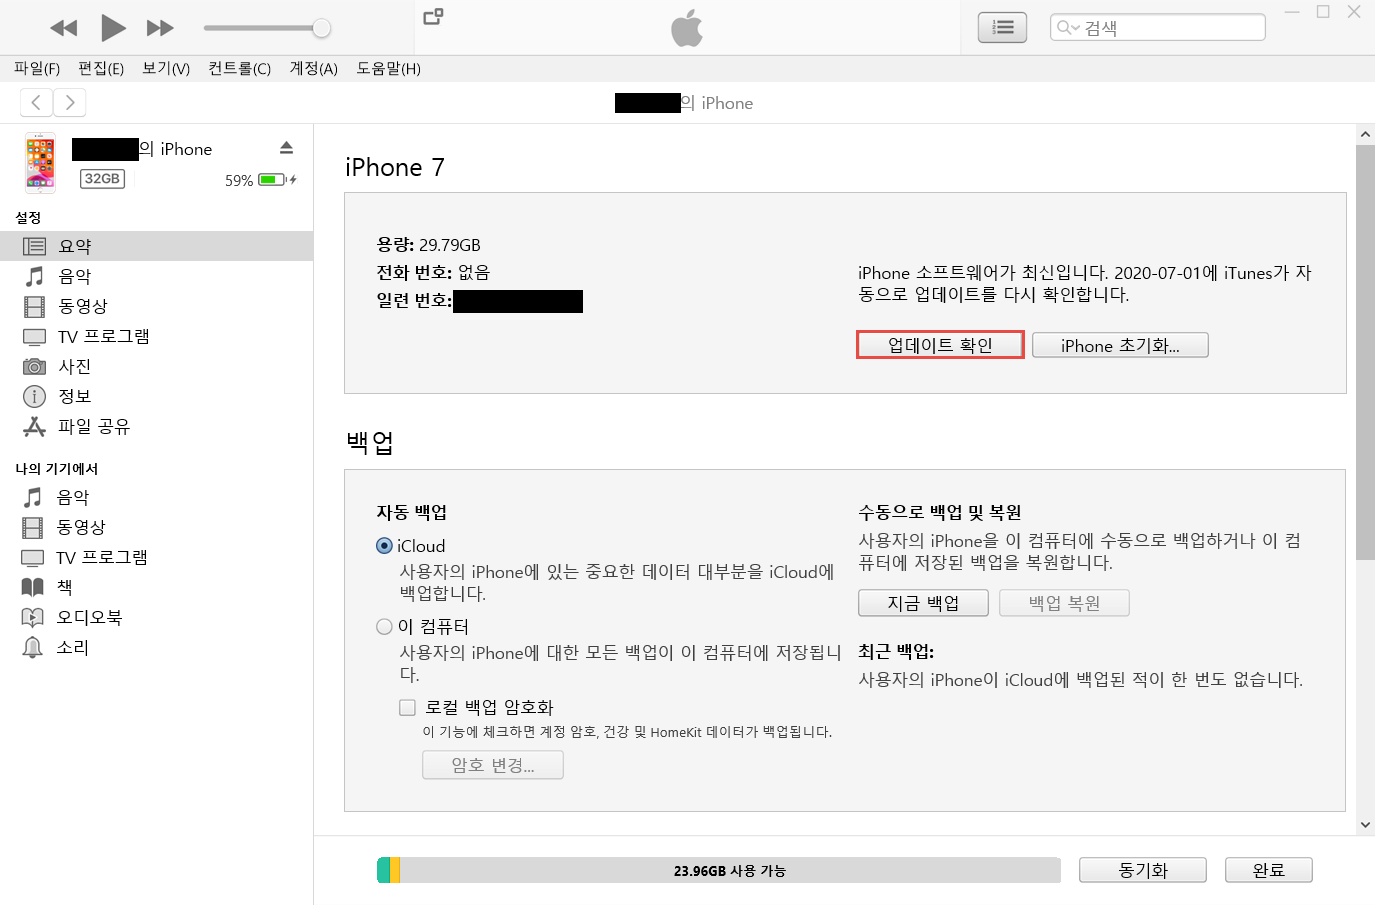 검색
파일(F) 편집(E) 보기(V) 컨트롤(C) 계정(A) 도움말(H)
의 iPhone
의 iPhone
32GB
59%
설정
요약
음악
동영상
TV 프로그램
사진
정보
파일 공유
나의 기기에서
음악
동영상
TV 프로그램
책
오디오북
소리
iPhone 7
용량: 29.79GB
전화 번호: 없음
일련 번호:
iPhone 소프트웨어가 최신입니다. 2020-07-01에 iTunes가 자
동으로 업데이트를 다시 확인합니다.
업데이트 확인
iPhone 초기화...
백업
자동 백업
iCloud
사용자의 iPhone에 있는 중요한 데이터 대부분을 iCloud에
백업합니다.
이 컴퓨터
사용자의 iPhone에 대한 모든 백업이 이 컴퓨터에 저장됩니
다.
로컬 백업 암호화
이 기능에 체크하면 계정 암호, 건강 및 HomeKit 데이터가 백업됩니다.
암호 변경...
수동으로 백업 및 복원
사용자의 iPhone을 이 컴퓨터에 수동으로 백업하거나 이 컴
퓨터에 저장된 백업을 복원합니다.
지금 백업
백업 복원
최근 백업:
사용자의 iPhone이 iCloud에 백업된 적이 한 번도 없습니다.
23.96GB 사용 가능
동기화
완료